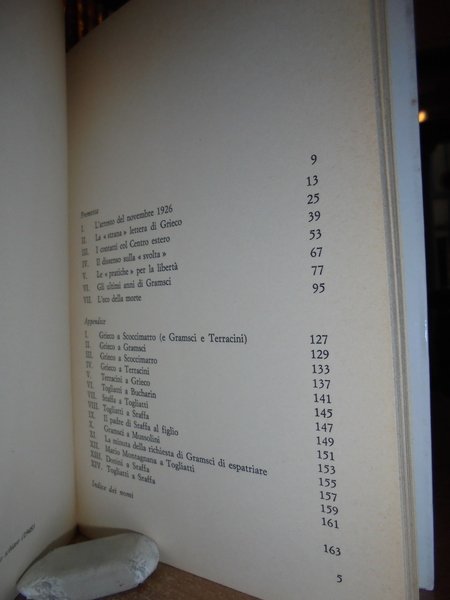 Premessa 9
I. L'arresto del novembre 1926 13
II. La « strana » lettera di Grieco 25
III. I contatti col Centro estero 39
IV. Il dissenso sulla « svolta » 53
V. Le « pratiche » per la libertà 67
VI. Gli ultimi anni di Gramsci 77
VII. L'eco della morte 95
Appendice
I. Grieco a Scoccimarro (e Gramsci e Terracini) 127
II. Grieco a Gramsci 129
III. Grieco a Scoccimarro 133
IV. Grieco a Terracini 137
V. Terracini a Grieco 141
VI. Togliatti a Bucharin 145
VII. Sraffa a Togliatti 147
VIII. Togliatti a Sraffa 149
IX. Il padre di Sraffa al figlio 151
X. Gramsci a Mussolini 153
XI. La minuta della richiesta di Gramsci di espatriare 155
XII. Mario Montagnana a Togliatti 157
XIII. Donini a Sraffa 159
XIV. Togliatti a Sraffa 161
Indice dei nomi 163
5